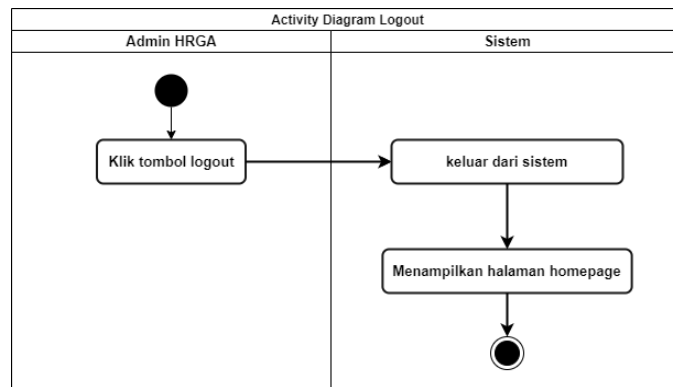 Activity Diagram Logout
Admin HRGA
Sistem
Klik tombol logout
keluar dari sistem
Menampilkan halaman homepage